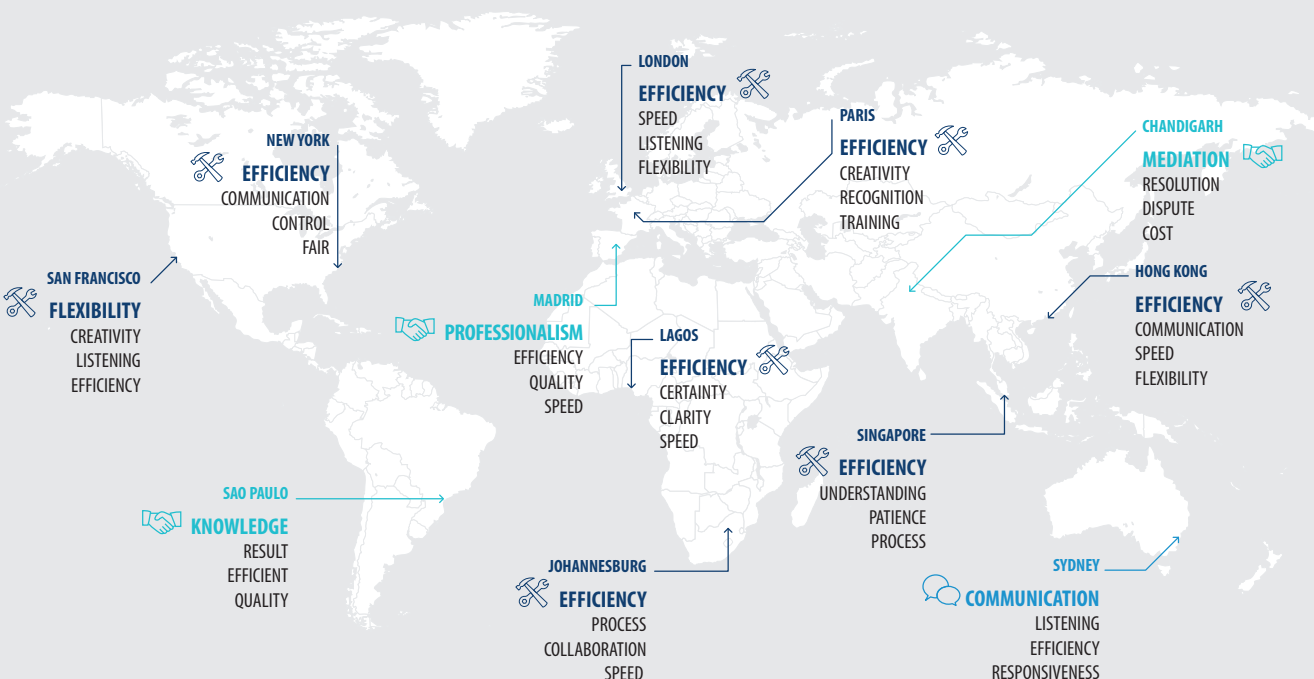 LONDON
EFFICIENCY
SPEED
LISTENING
FLEXIBILITY
PARIS
EFFICIENCY
CREATIVITY
RECOGNITION
TRAINING
CHANDIGARH
MEDIATION
RESOLUTION
DISPUTE
COST
NEW YORK
EFFICIENCY
COMMUNICATION
CONTROL
FAIR
SAN FRANCISCO
FLEXIBILITY
CREATIVITY
LISTENING
EFFICIENCY
MADRID
PROFESSIONALISM
EFFICIENCY
QUALITY
SPEED
LAGOS
EFFICIENCY
CERTAINTY
CLARITY
SPEED
HONG KONG
EFFICIENCY
COMMUNICATION
SPEED
FLEXIBILITY
SINGAPORE
EFFICIENCY
UNDERSTANDING
PATIENCE
PROCESS
SAO PAULO
KNOWLEDGE
RESULT
EFFICIENT
QUALITY
JOHANNESBURG
EFFICIENCY
PROCESS
COLLABORATION
SPEED
SYDNEY
COMMUNICATION
LISTENING
EFFICIENCY
RESPONSIVENESS